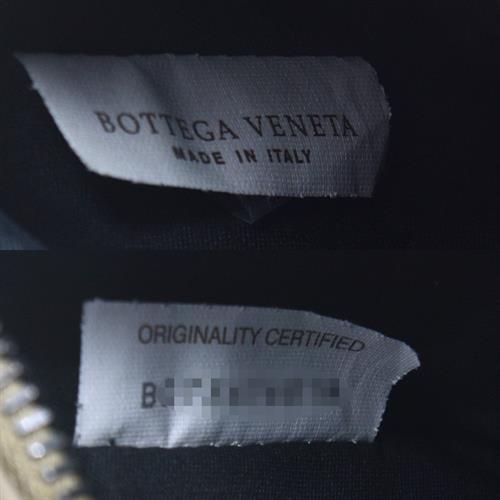 BOTTEGA VENETA
MADE IN ITALY
ORIGINALITY CERTIFIED